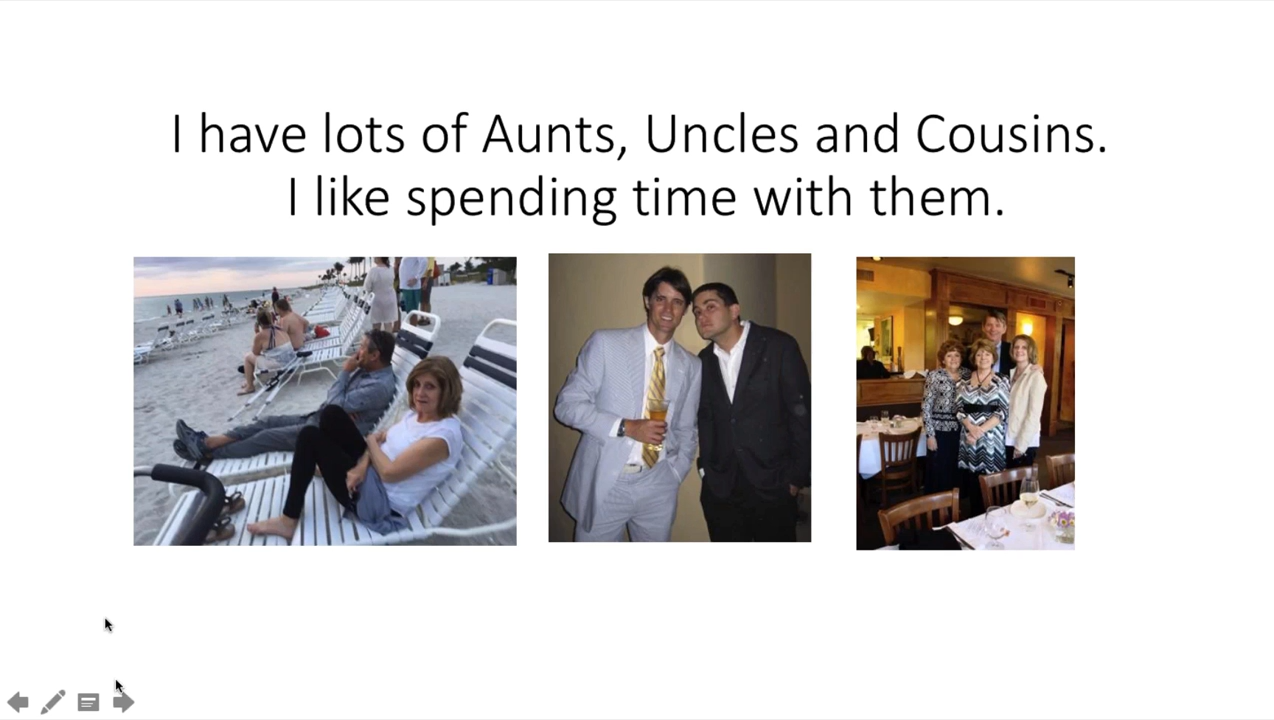 I have lots of Aunts, Uncles and Cousins.
I like spending time with them.